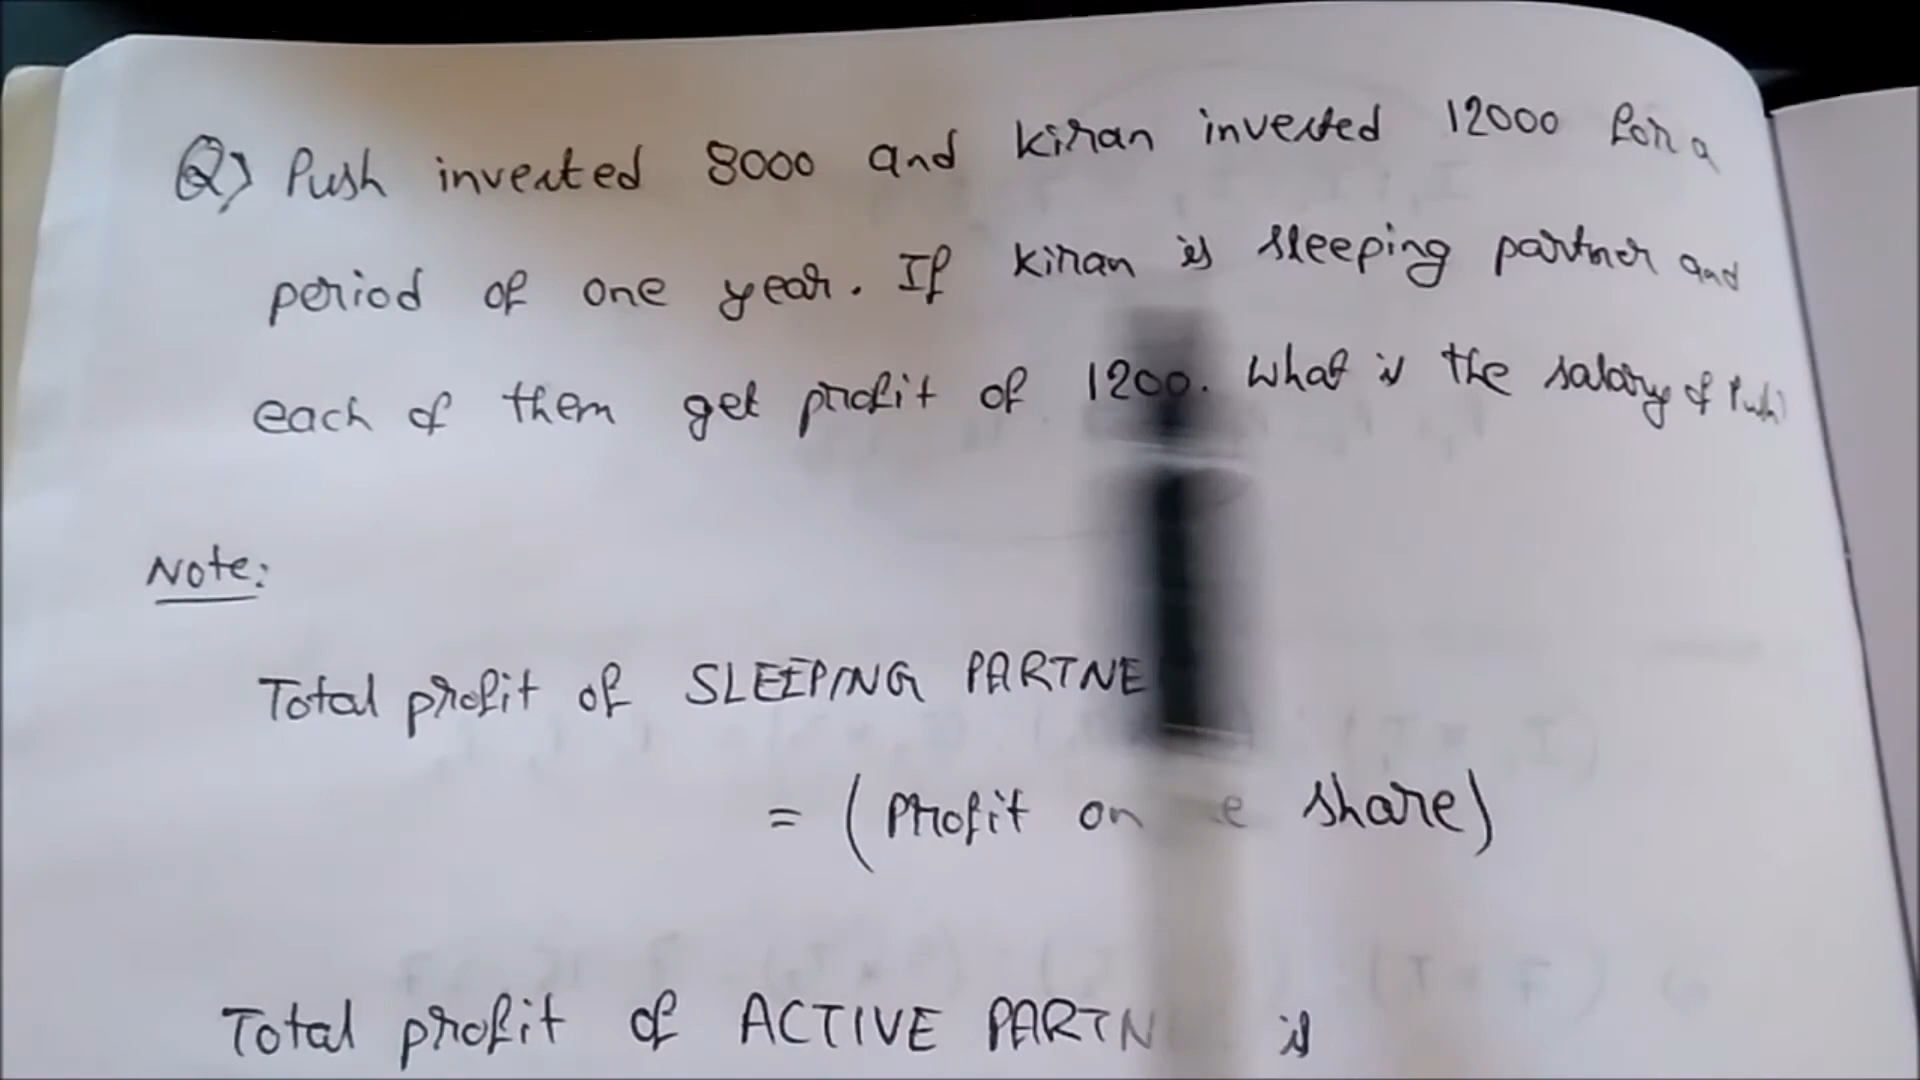 Q) Push invested 8000 and kiran invested 12000 for a
period of one year. If kiran is sleeping partner and
each of them get profit of 1200. What is the salary of Push
Note:
Total profit of SLEEPING PARTNE
= (Profit on e share)
Total profit of ACTIVE PARTN is